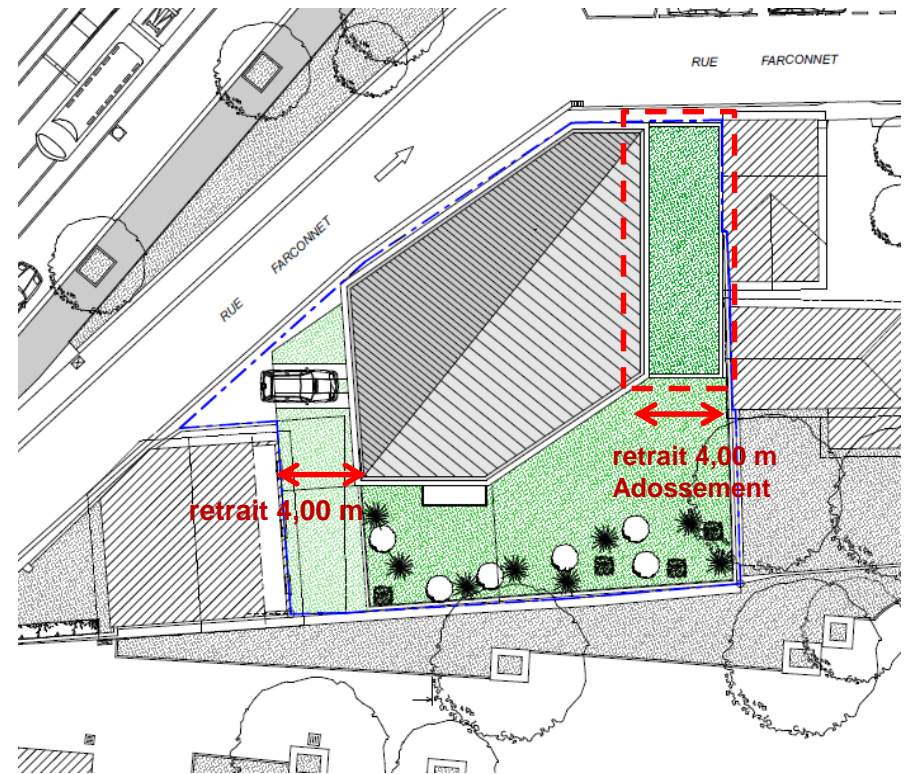 RUE FARCONNET
RUE FARCONNET
retrait 4,00 m
Adossement
retrait 4,00 m